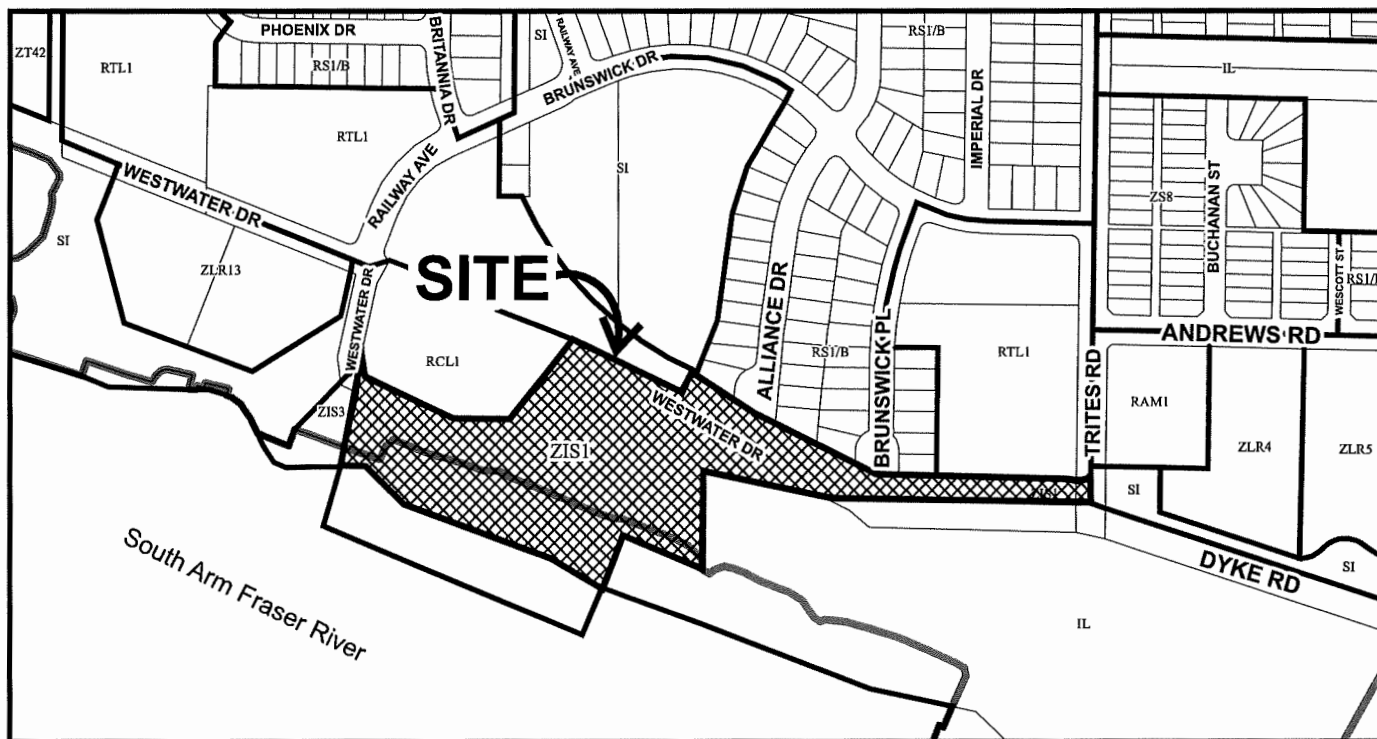 ZT42
RTL1
PHOENIX DR
RS1/B
BRITANNIA DR
SI
RAILWAY AVE
BRUNSWICK DR
RS1/B
IMPERIAL DR
IL
RTL1
SI
WESTWATER DR
RAILWAY AVE
ZS8
BUCHANAN ST
SI
ZLR13
WESTWATER DR
SITE
ALLIANCE DR
WESCOTT ST
ANDREWS RD
RCL1
RS1/B
BRUNSWICK PL
RTL1
TRITES RD
RAM1
ZLR4
ZLR5
ZIS3
WESTWATER DR
ZIS1
ZIS1
SI
DYKE RD
SI
South Arm Fraser River
IL